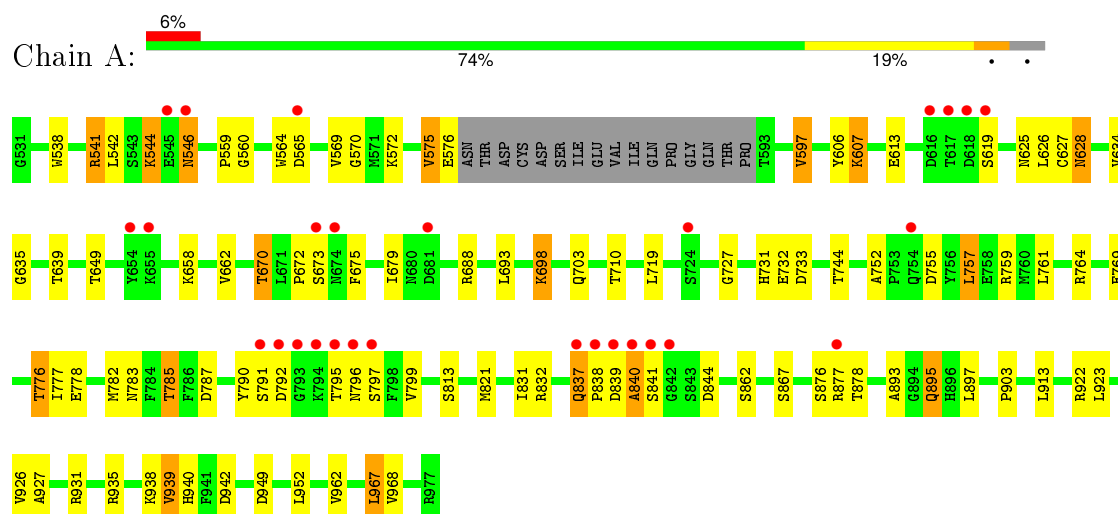 6%
Chain A:
74% 19% • •
G531 W538 R541 L542 S543 K544 E545 N546 P559 G560 W564 D565 V569 G570 M571 K572 V575 E576 ASN THR ASP CYS ASP SER ILE GLU VAL ILE GLN PRO GLY GLN THR PRO T593 V597 Y606 K607 E613 D616 T617 D618 S619 N625 L626 C627 N628
G635 T639 T649 Y654 K655 K658 V662 T670 L671 P672 S673 N674 F675 I679 N680 D681 R688 L693 K698 Q703 T710 L719 S724 G727 H731 E732 D733 T744 A752 P753 Q754 D755 Y756 L757 E758 R759 M760 L761 R764
T776 I777 E778 M782 N783 F784 T785 F786 D787 Y790 S791 D792 G793 K794 T795 N796 S797 F798 V799 S813 M821 I831 R832 Q837 P838 D839 A840 S841 G842 S843 D844 S862 S867 S876 R877 T878 A893 G894 Q895 H896 L897 P903 L913 R922 L923
V926 A927 R931 R935 K938 V939 H940 F941 D942 D949 L952 V962 L967 V968 R977